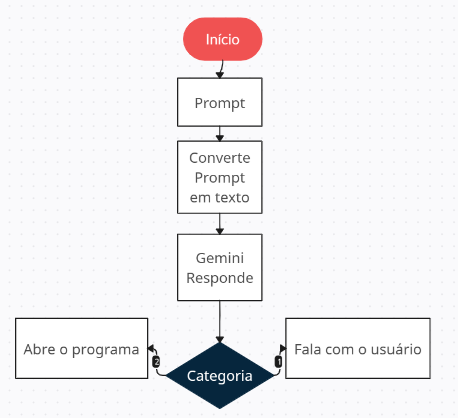 Início
Prompt
Converte
Prompt
em texto
Gemini
Responde
Abre o programa
2
Categoria
1
Fala com o usuário